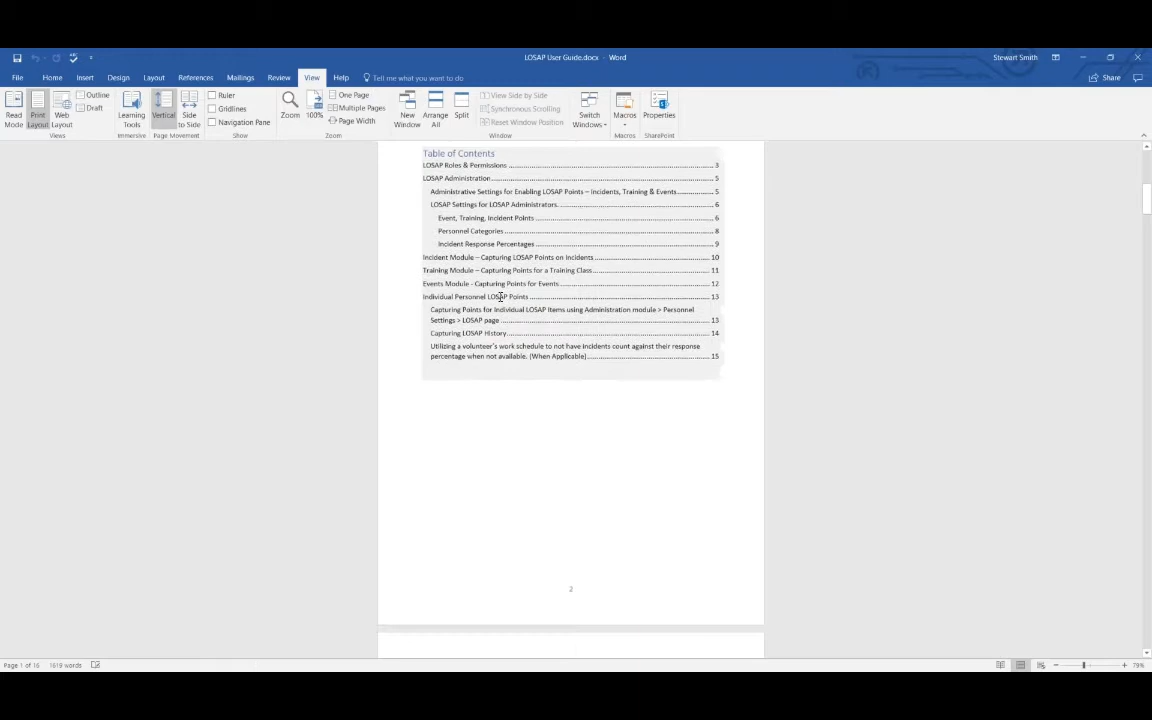 LOSAP User Guide.docx - Word
Stewart Smith
File Home Insert Design Layout References Mailings Review View Help Tell me what you want to do Share
Read Mode
Print Layout
Web Layout
Outline
Draft
Views
Learning Tools
Immersive
Vertical
Side to Side
Page Movement
Ruler
Gridlines
Navigation Pane
Show
Zoom
100%
One Page
Multiple Pages
Page Width
Zoom
New Window
Arrange All
Split
View Side by Side
Synchronous Scrolling
Reset Window Position
Switch Windows
Window
Macros
Macros
Properties
SharePoint
Table of Contents
LOSAP Roles & Permissions 3
LOSAP Administration 5
Administrative Settings for Enabling LOSAP Points – Incidents, Training & Events 5
LOSAP Settings for LOSAP Administrators. 6
Event, Training, Incident Points 6
Personnel Categories 8
Incident Response Percentages 9
Incident Module – Capturing LOSAP Points on Incidents 10
Training Module – Capturing Points for a Training Class 11
Events Module - Capturing Points for Events 12
Individual Personnel LOSAP Points 13
Capturing Points for Individual LOSAP Items using Administration module > Personnel
Settings > LOSAP page 13
Capturing LOSAP History 14
Utilizing a volunteer's work schedule to not have incidents count against their response
percentage when not available. (When Applicable) 15
2
Page 1 of 16 1619 words
79%